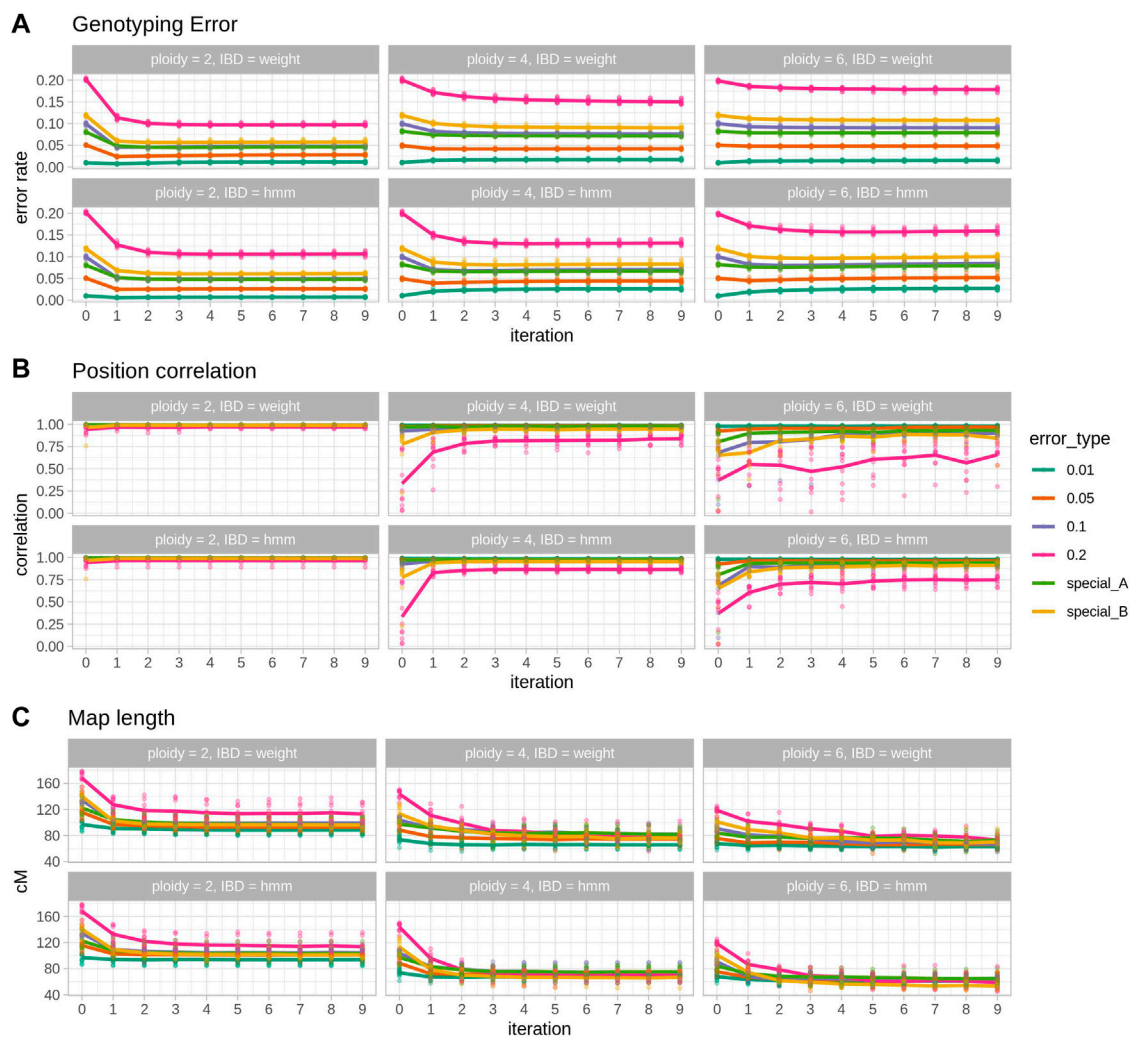 A Genotyping Error
ploidy = 2, IBD = weight ploidy = 4, IBD = weight ploidy = 6, IBD = weight
0.20
0.15
0.10
0.05
0.00
error rate
ploidy = 2, IBD = hmm ploidy = 4, IBD = hmm ploidy = 6, IBD = hmm
0.20
0.15
0.10
0.05
0.00
0 1 2 3 4 5 6 7 8 9 0 1 2 3 4 5 6 7 8 9 0 1 2 3 4 5 6 7 8 9
iteration
B Position correlation
ploidy = 2, IBD = weight ploidy = 4, IBD = weight ploidy = 6, IBD = weight
1.00
0.75
0.50
0.25
0.00
correlation
ploidy = 2, IBD = hmm ploidy = 4, IBD = hmm ploidy = 6, IBD = hmm
1.00
0.75
0.50
0.25
0.00
0 1 2 3 4 5 6 7 8 9 0 1 2 3 4 5 6 7 8 9 0 1 2 3 4 5 6 7 8 9
iteration
error_type
0.01
0.05
0.1
0.2
special_A
special_B
C Map length
ploidy = 2, IBD = weight ploidy = 4, IBD = weight ploidy = 6, IBD = weight
160
120
80
40
cM
ploidy = 2, IBD = hmm ploidy = 4, IBD = hmm ploidy = 6, IBD = hmm
160
120
80
40
0 1 2 3 4 5 6 7 8 9 0 1 2 3 4 5 6 7 8 9 0 1 2 3 4 5 6 7 8 9
iteration